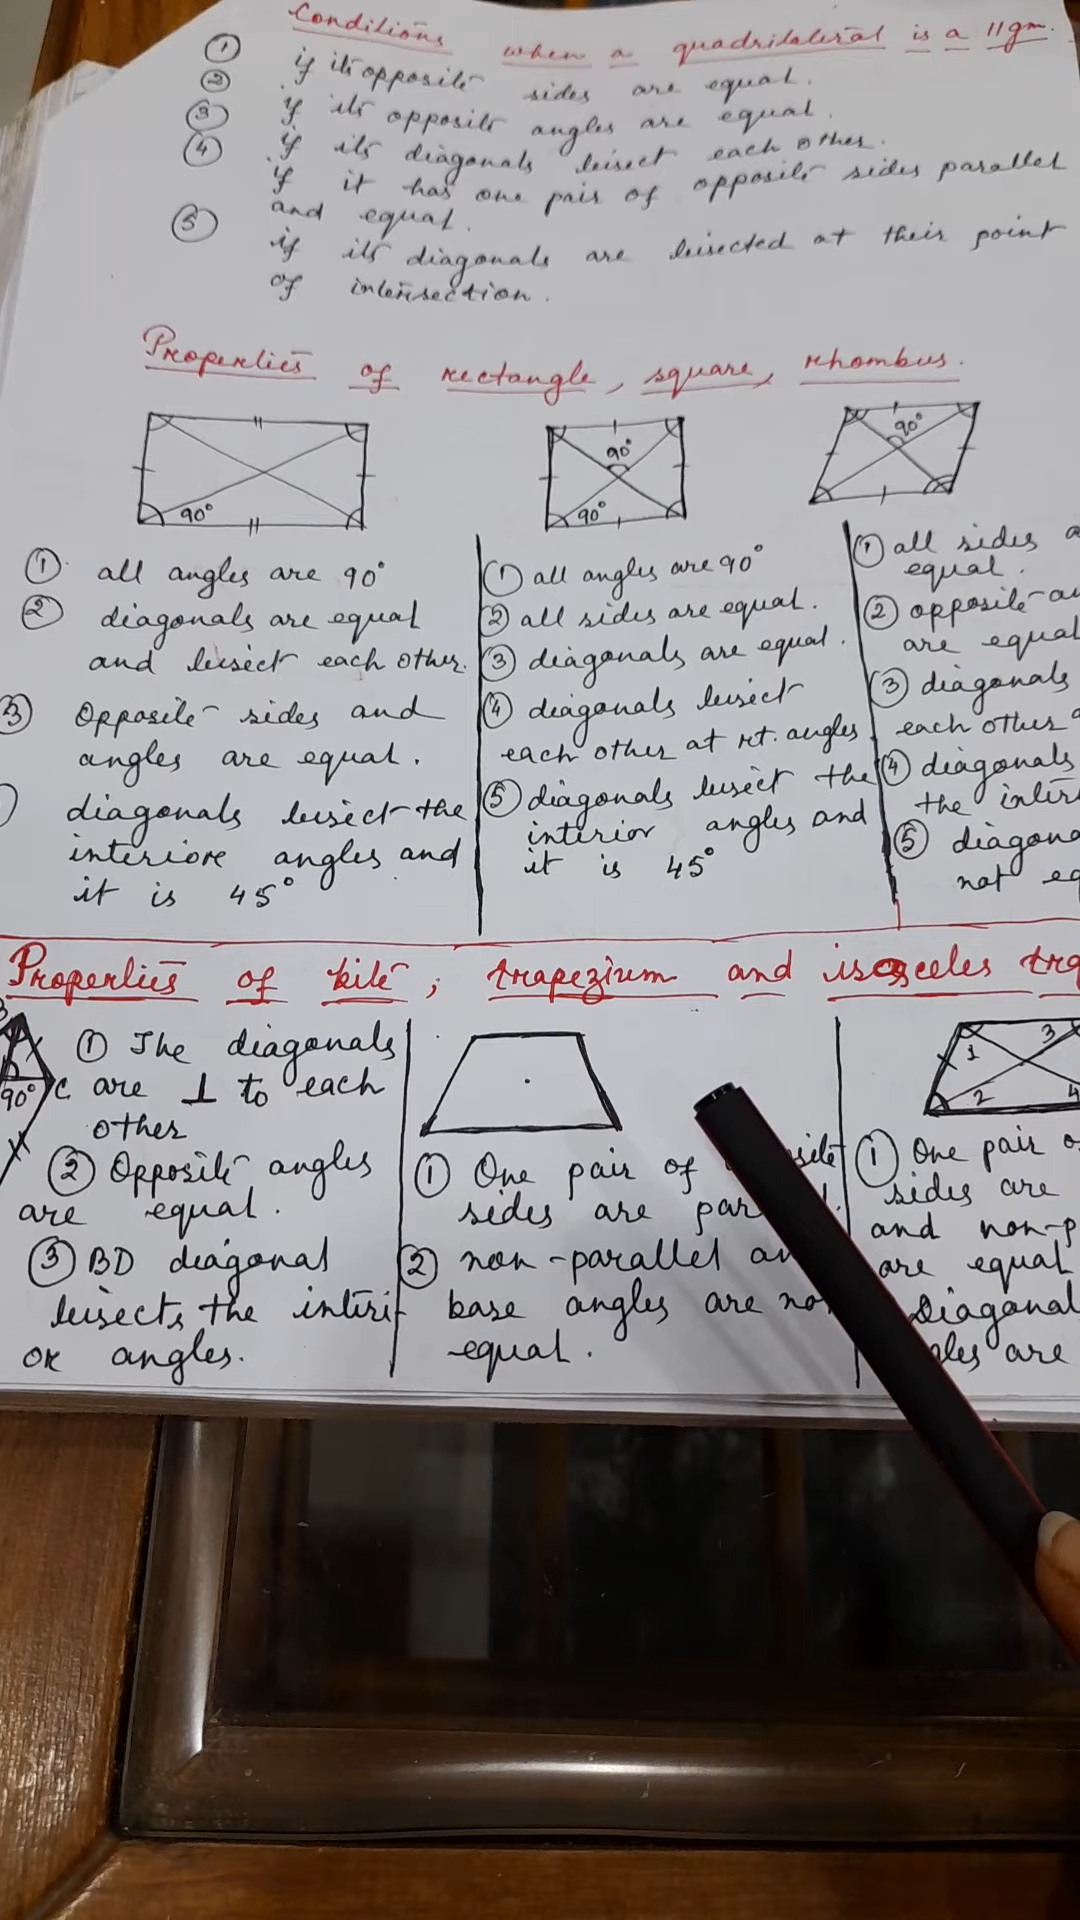 Conditions when a quadrilateral is a 11gm.
① if its opposite sides are equal.
② if its opposite angles are equal.
③ if its diagonals bisect each other.
④ if it has one pair of opposite sides parallel
and equal.
⑤ if its diagonals are bisected at their point
of intersection.
Properties of rectangle, square, rhombus.
90°
90°
90°
90°
① all angles are 90°
② diagonals are equal
and bisect each other.
③ Opposite sides and
angles are equal.
diagonals bisect the
interiore angles and
it is 45°
① all angles are 90°
② all sides are equal.
③ diagonals are equal.
④ diagonals bisect
each other at rt. angles.
⑤ diagonals bisect the
interior angles and
it is 45°
① all sides
equal.
② opposite
are equal
③ diagonals
each other
④ diagonals
the
⑤
not
Properties of kite, trapezium and isosceles
90° C
① The diagonals
are ⊥ to each
other
② Opposite angles
are equal.
③ BD diagonal
bisects the interi-
or angles.
① One pair of
sides are
② non-parallel
base angles are
equal.
1 3
2 4
① One pair
sides are
and
are equal
are